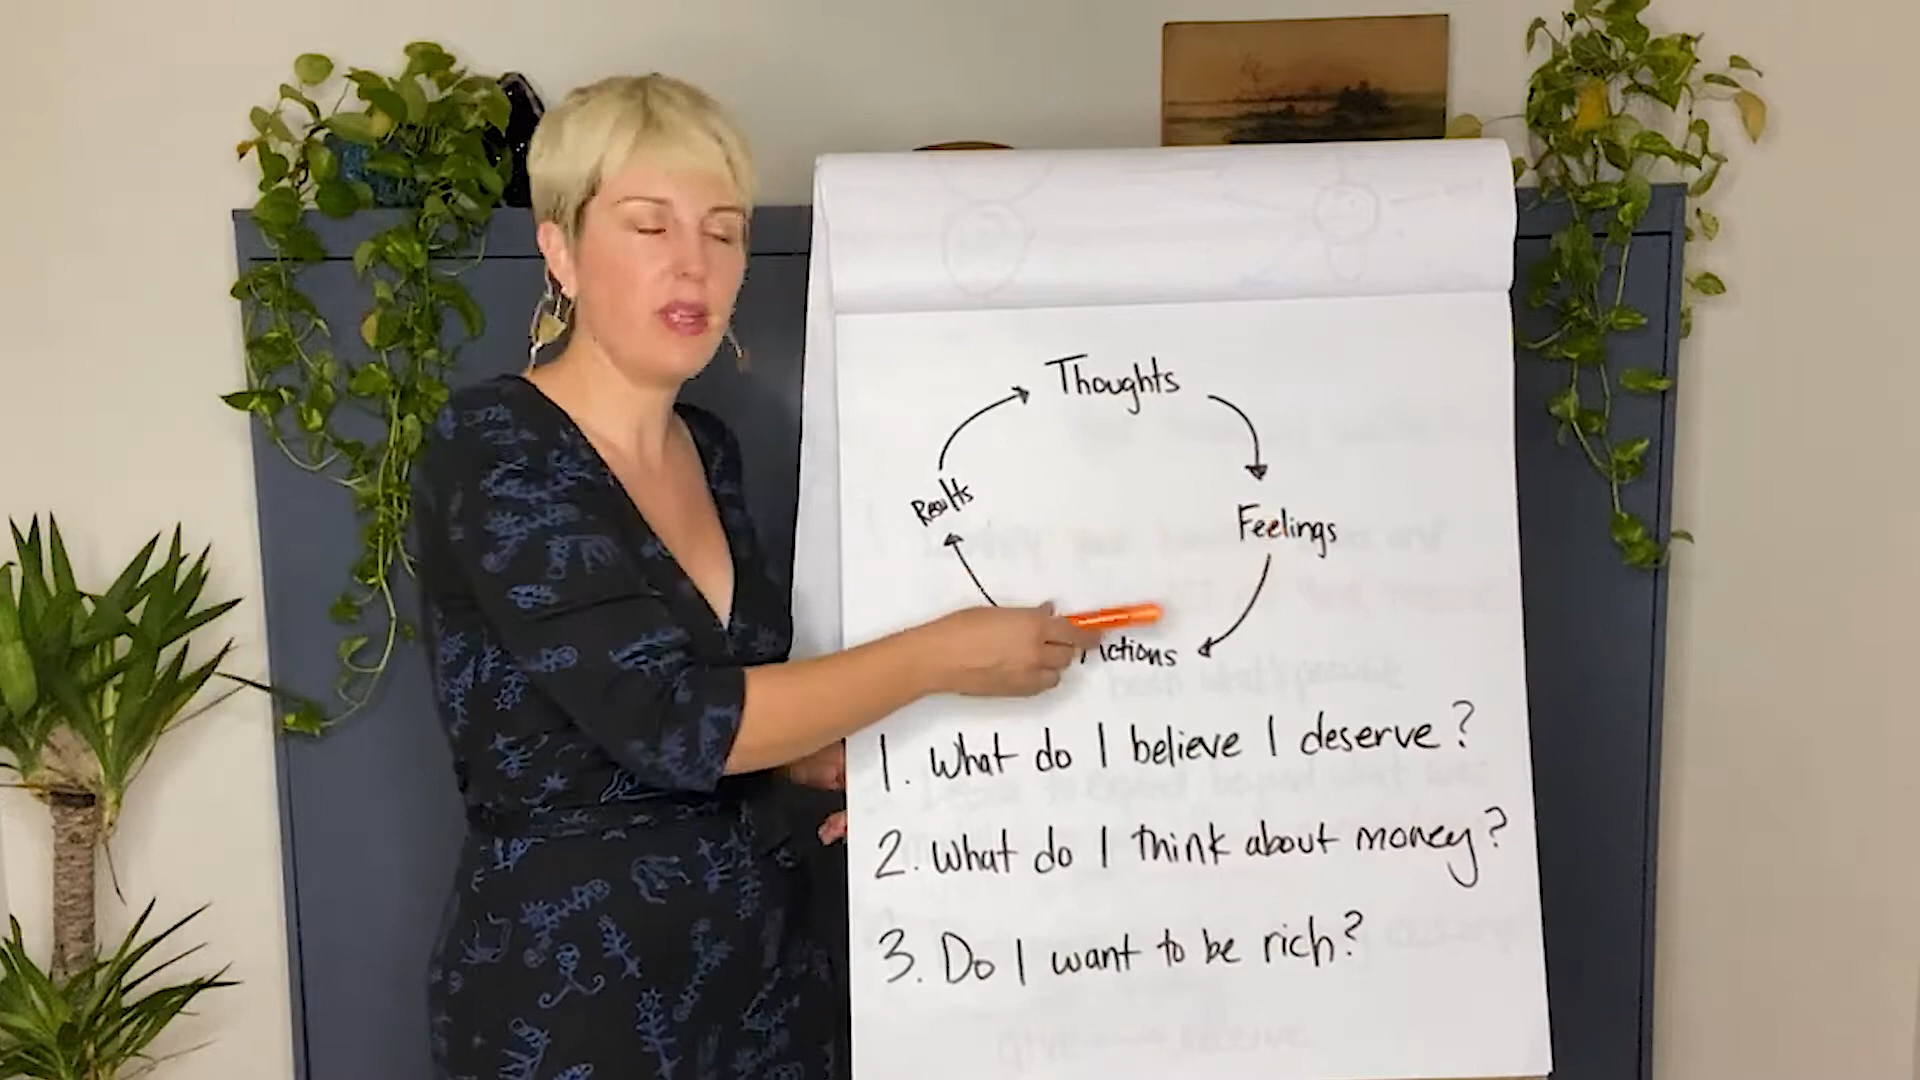 Thoughts
Feelings
Results
1. What do I believe I deserve?
2. What do I think about money?
3. Do I want to be rich?